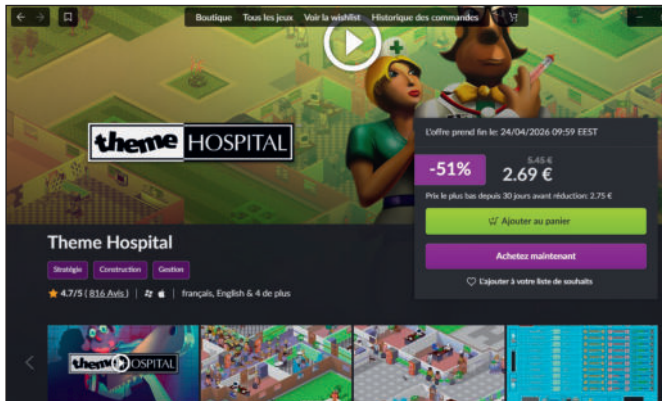 Boutique Tous les jeux Voir la wishlist Historique des commandes
theme HOSPITAL
L'offre prend fin le: 24/04/2026 09:59 EEST
-51%
5.45 €
2.69 €
Prix le plus bas depuis 30 jours avant réduction: 2,75 €
Ajouter au panier
Achetez maintenant
L'ajouter à votre liste de souhaits
Theme Hospital
Stratégie Construction Gestion
4.7/5 ( 816 Avis ) | français, English & 4 de plus
theme HOSPITAL